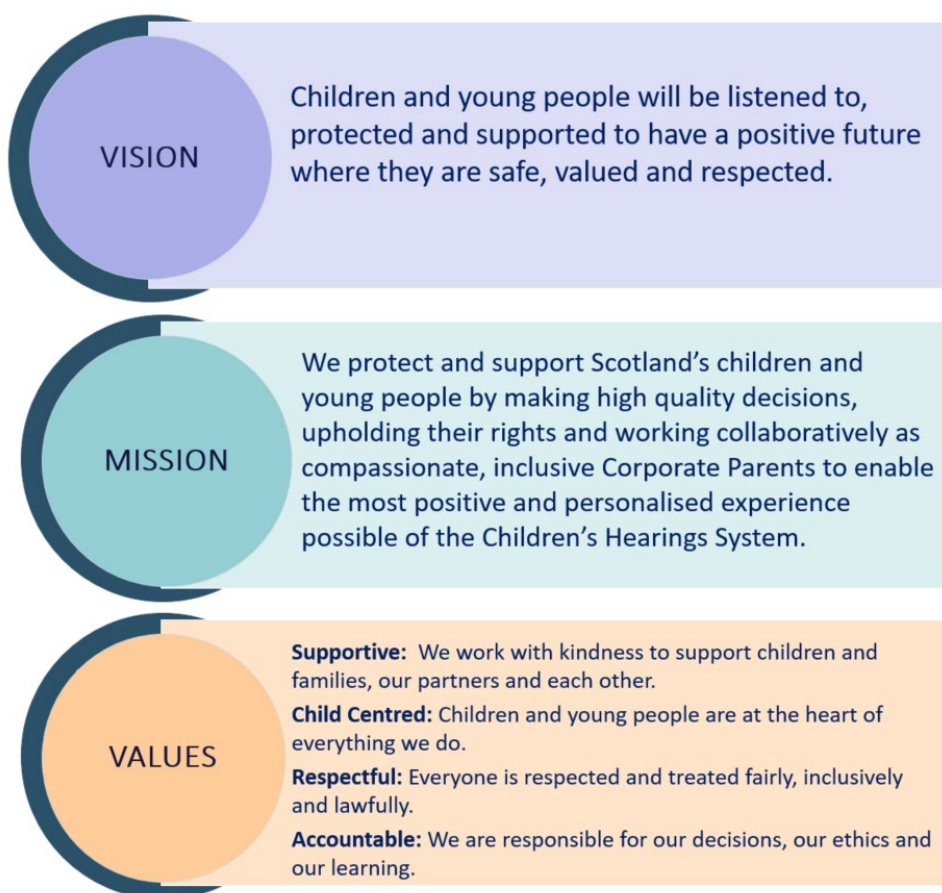 VISION
Children and young people will be listened to,
protected and supported to have a positive future
where they are safe, valued and respected.
MISSION
We protect and support Scotland’s children and
young people by making high quality decisions,
upholding their rights and working collaboratively as
compassionate, inclusive Corporate Parents to enable
the most positive and personalised experience
possible of the Children’s Hearings System.
VALUES
Supportive:  We work with kindness to support children and
families, our partners and each other.
Child Centred: Children and young people are at the heart of
everything we do.
Respectful: Everyone is respected and treated fairly, inclusively
and lawfully.
Accountable: We are responsible for our decisions, our ethics and
our learning.